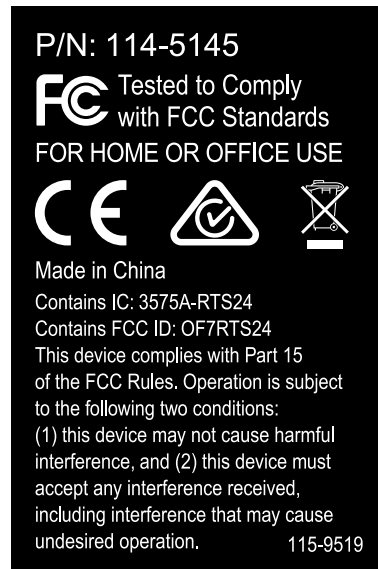 P/N: 114-5145
FC Tested to Comply
with FCC Standards
FOR HOME OR OFFICE USE
CE
Made in China
Contains IC: 3575A-RTS24
Contains FCC ID: OF7RTS24
This device complies with Part 15
of the FCC Rules. Operation is subject
to the following two conditions:
(1) this device may not cause harmful
interference, and (2) this device must
accept any interference received,
including interference that may cause
undesired operation.
115-9519